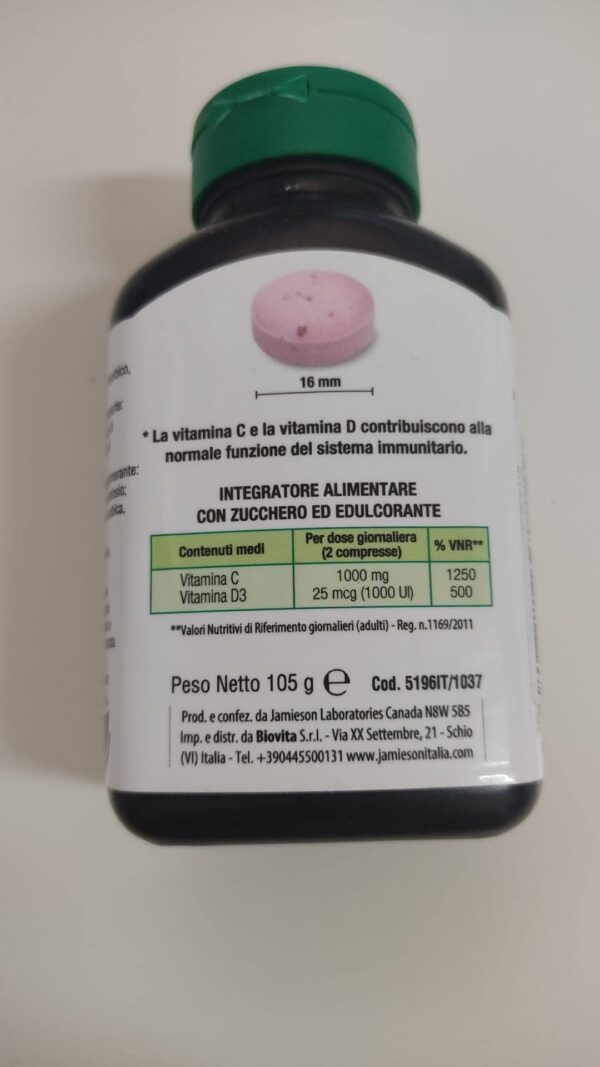 16 mm
* La vitamina C e la vitamina D contribuiscono alla
normale funzione del sistema immunitario.
INTEGRATORE ALIMENTARE
CON ZUCCHERO ED EDULCORANTE
Contenuti medi Per dose giornaliera (2 compresse) % VNR**
Vitamina C 1000 mg 1250
Vitamina D3 25 mcg (1000 UI) 500
**Valori Nutritivi di Riferimento giornalieri (adulti) - Reg. n.1169/2011
Peso Netto 105 g ℮ Cod. 5196IT/1037
Prod. e confez. da Jamieson Laboratories Canada N8W 5B5
Imp. e distr. da Biovita S.r.l. - Via XX Settembre, 21 - Schio
(VI) Italia - Tel. +390445500131 www.jamiesonitalia.com